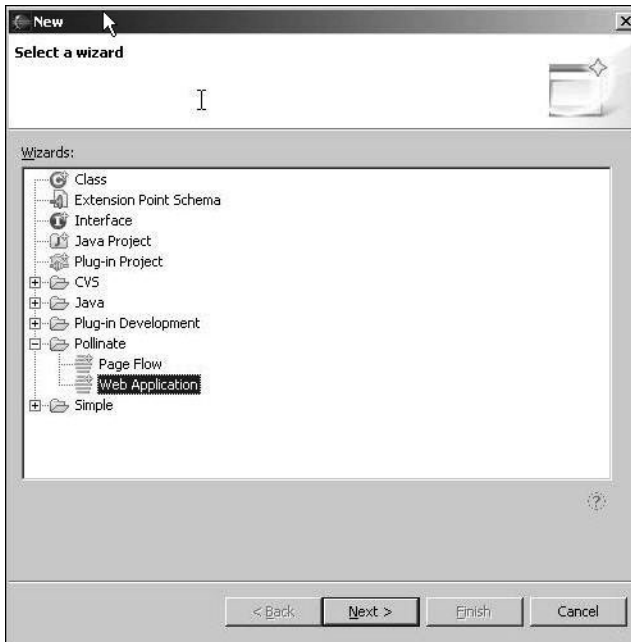 New
Select a wizard
Wizards:
Class
Extension Point Schema
Interface
Java Project
Plug-in Project
CVS
Java
Plug-in Development
Pollinate
Page Flow
Web Application
Simple
< Back
Next >
Finish
Cancel